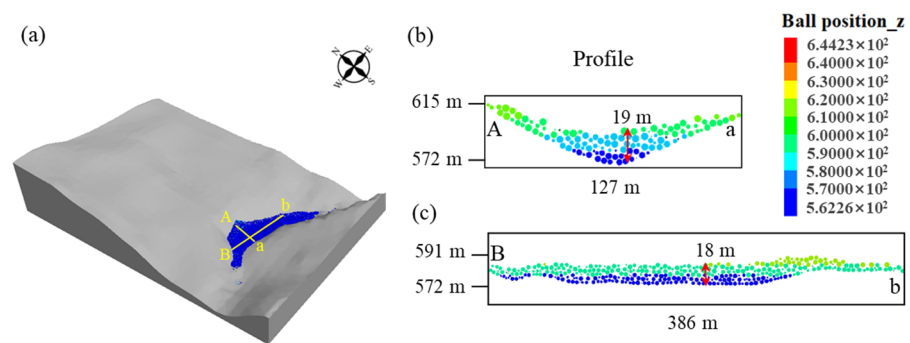 (a)
N
E
W
S
A
b
B
a
(b)
Profile
615 m
572 m
A
19 m
a
127 m
(c)
591 m
572 m
B
18 m
b
386 m
Ball position_z
6.4423×10²
6.4000×10²
6.3000×10²
6.2000×10²
6.1000×10²
6.0000×10²
5.9000×10²
5.8000×10²
5.7000×10²
5.6226×10²